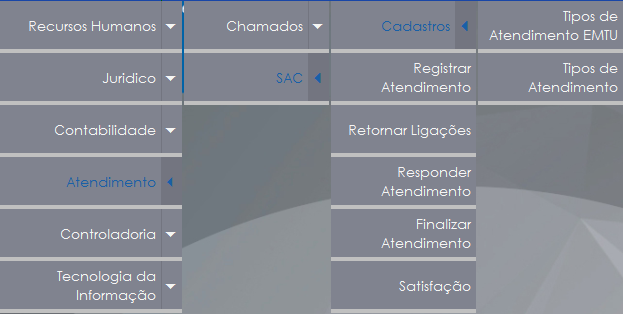 Recursos Humanos
Juridico
Contabilidade
Atendimento
Controladoria
Tecnologia da
Informação
Chamados
SAC
Cadastros
Registrar
Atendimento
Retornar Ligações
Responder
Atendimento
Finalizar
Atendimento
Satisfação
Tipos de
Atendimento EMTU
Tipos de
Atendimento